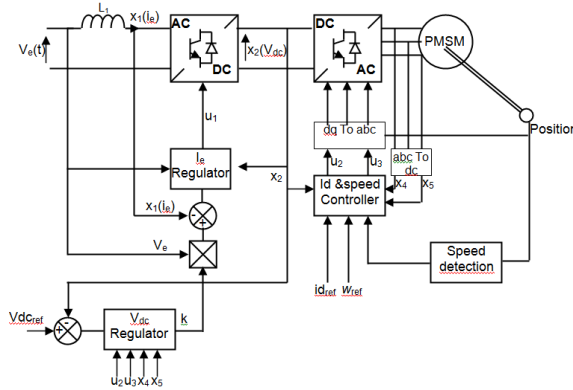 L1
x1(ie)
AC
DC
Ve(t)
x2(Vdc)
DC
AC
PMSM
Position
u1
dq To abc
u2
u3
abc To
dc
Ie
Regulator
x2
x4
x5
Id &speed
Controller
x1(ie)
-
+
Ve
Speed
detection
idref
wref
Vdcref
-
+
Vdc
Regulator
k
u2 u3 x4 x5